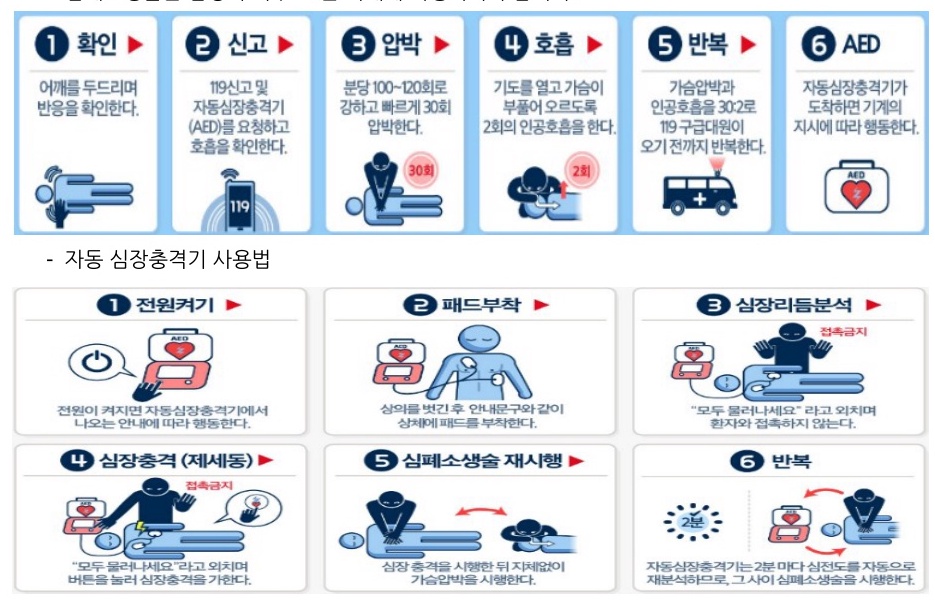 1 확인 ▶
어깨를 두드리며
반응을 확인한다.
2 신고 ▶
119신고 및
자동심장충격기
(AED)를 요청하고
호흡을 확인한다.
119
3 압박 ▶
분당 100~120회로
강하고 빠르게 30회
압박한다.
30회
4 호흡 ▶
기도를 열고 가슴이
부풀어 오르도록
2회의 인공호흡을 한다.
2회
5 반복 ▶
가슴압박과
인공호흡을 30:2로
119 구급대원이
오기 전까지 반복한다.
6 AED
자동심장충격기가
도착하면 기계의
지시에 따라 행동한다.
AED
- 자동 심장충격기 사용법
1 전원켜기 ▶
AED
전원이 켜지면 자동심장충격기에서
나오는 안내에 따라 행동한다.
2 패드부착 ▶
AED
상의를 벗긴 후 안내문구와 같이
상체에 패드를 부착한다.
3 심장리듬분석 ▶
접촉금지
AED
"모두 물러나세요" 라고 외치며
환자와 접촉하지 않는다.
4 심장충격 (제세동) ▶
접촉금지
AED
"모두 물러나세요"라고 외치며
버튼을 눌러 심장충격을 가한다.
5 심폐소생술 재시행 ▶
심장 충격을 시행한 뒤 지체없이
가슴압박을 시행한다.
6 반복
2분
AED
자동심장충격기는 2분 마다 심전도를 자동으로
재분석하므로, 그 사이 심폐소생술을 시행한다.